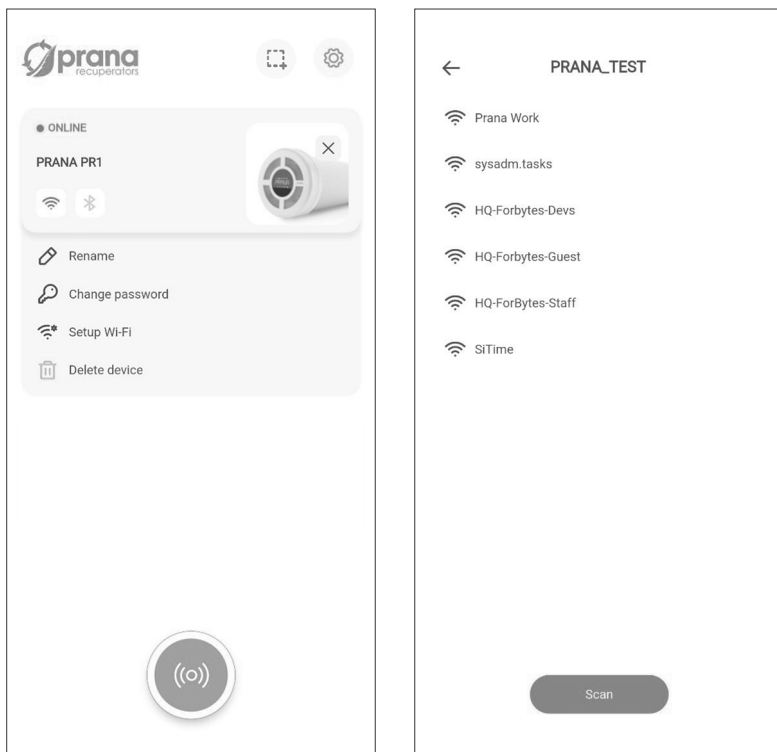 prana
recuperators
ONLINE
PRANA PR1
Rename
Change password
Setup Wi-Fi
Delete device
PRANA_TEST
Prana Work
sysadm.tasks
HQ-Forbytes-Devs
HQ-Forbytes-Guest
HQ-ForBytes-Staff
SiTime
Scan